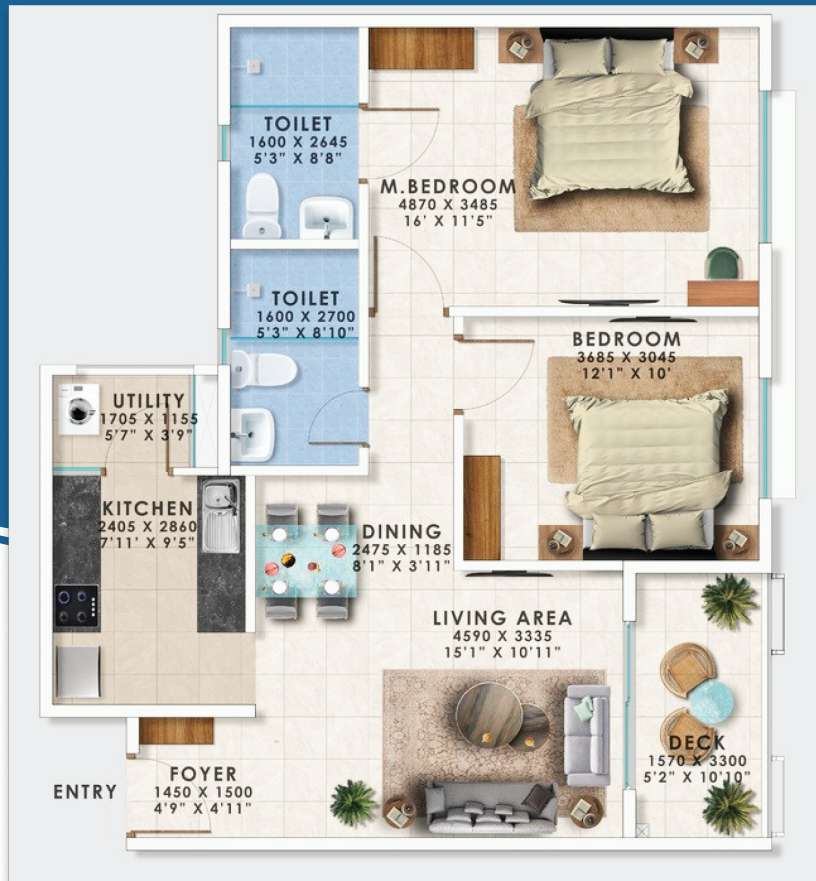 TOILET
1600 X 2645
5'3" X 8'8"
M.BEDROOM
4870 X 3485
16' X 11'5"
TOILET
1600 X 2700
5'3" X 8'10"
BEDROOM
3685 X 3045
12'1" X 10'
UTILITY
1705 X 1155
5'7" X 3'9"
KITCHEN
2405 X 2860
7'11' X 9'5"
DINING
2475 X 1185
8'1" X 3'11"
LIVING AREA
4590 X 3335
15'1" X 10'11"
DECK
1570 X 3300
5'2" X 10'10"
ENTRY
FOYER
1450 X 1500
4'9" X 4'11"